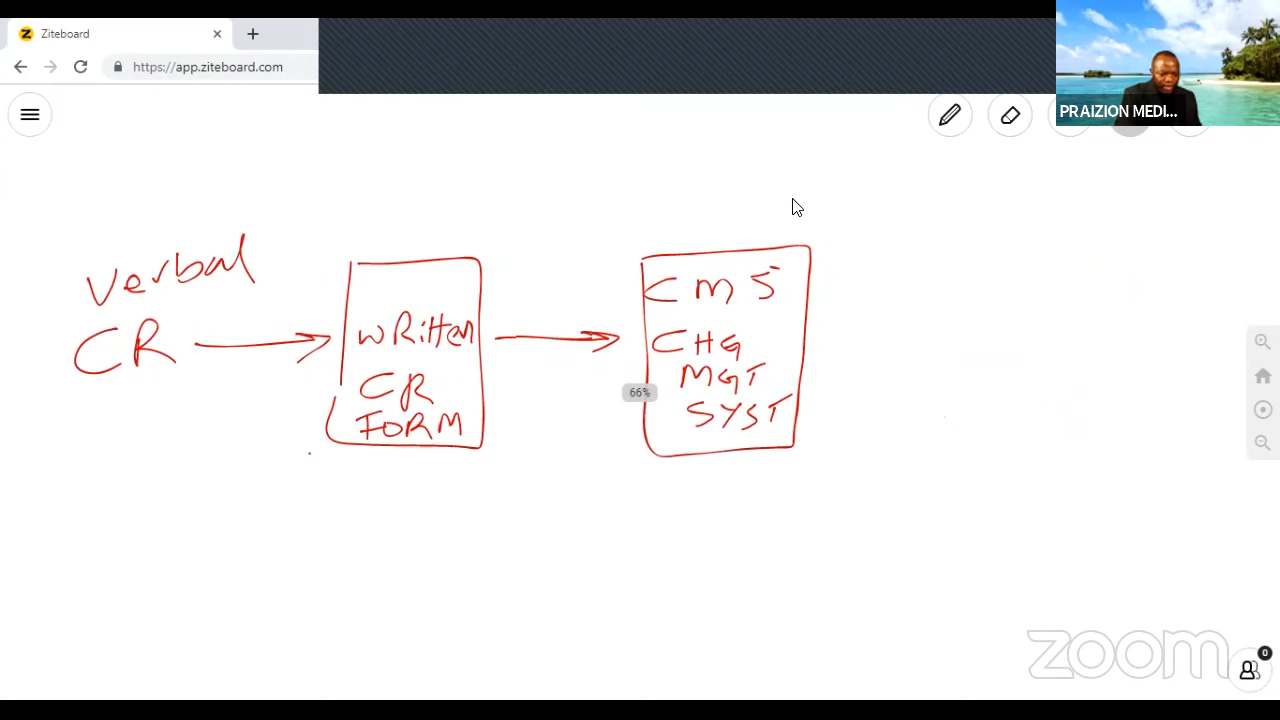 Ziteboard
https://app.ziteboard.com
PRAIZION MEDI...
verbal
CR
WRitten
CR
FORM
CMS
CHG
MGT
SYST
66%
zoom
0